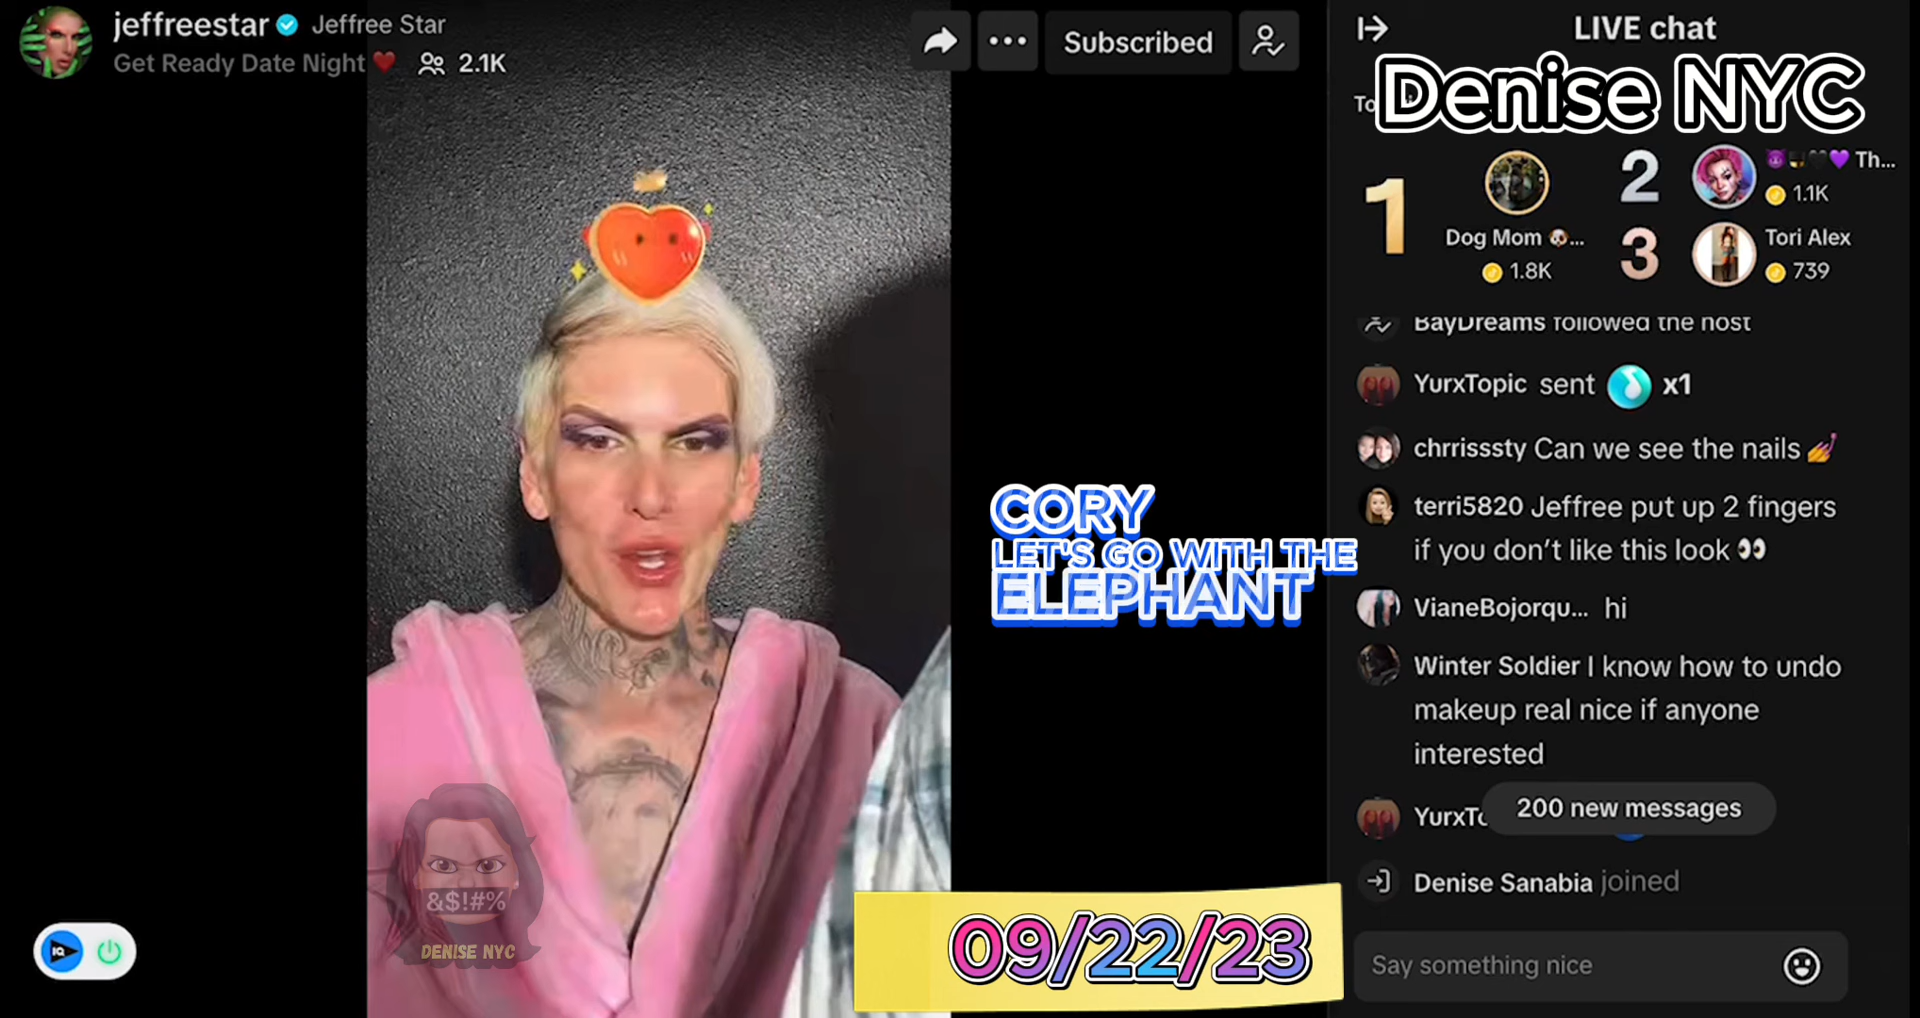 jeffreestar Jeffree Star
Get Ready Date Night 2.1K
Subscribed
LIVE chat
Denise NYC
1
Dog Mom ...
1.8K
2
Th...
1.1K
3
Tori Alex
739
BayDreams followed the host
YurxTopic sent x1
chrrisssty Can we see the nails
terri5820 Jeffree put up 2 fingers
if you don’t like this look
VianeBojorqu... hi
Winter Soldier I know how to undo
makeup real nice if anyone
interested
200 new messages
Denise Sanabia joined
Say something nice
CORY
LET'S GO WITH THE
ELEPHANT
&$!#%
DENISE NYC
09/22/23
IQ